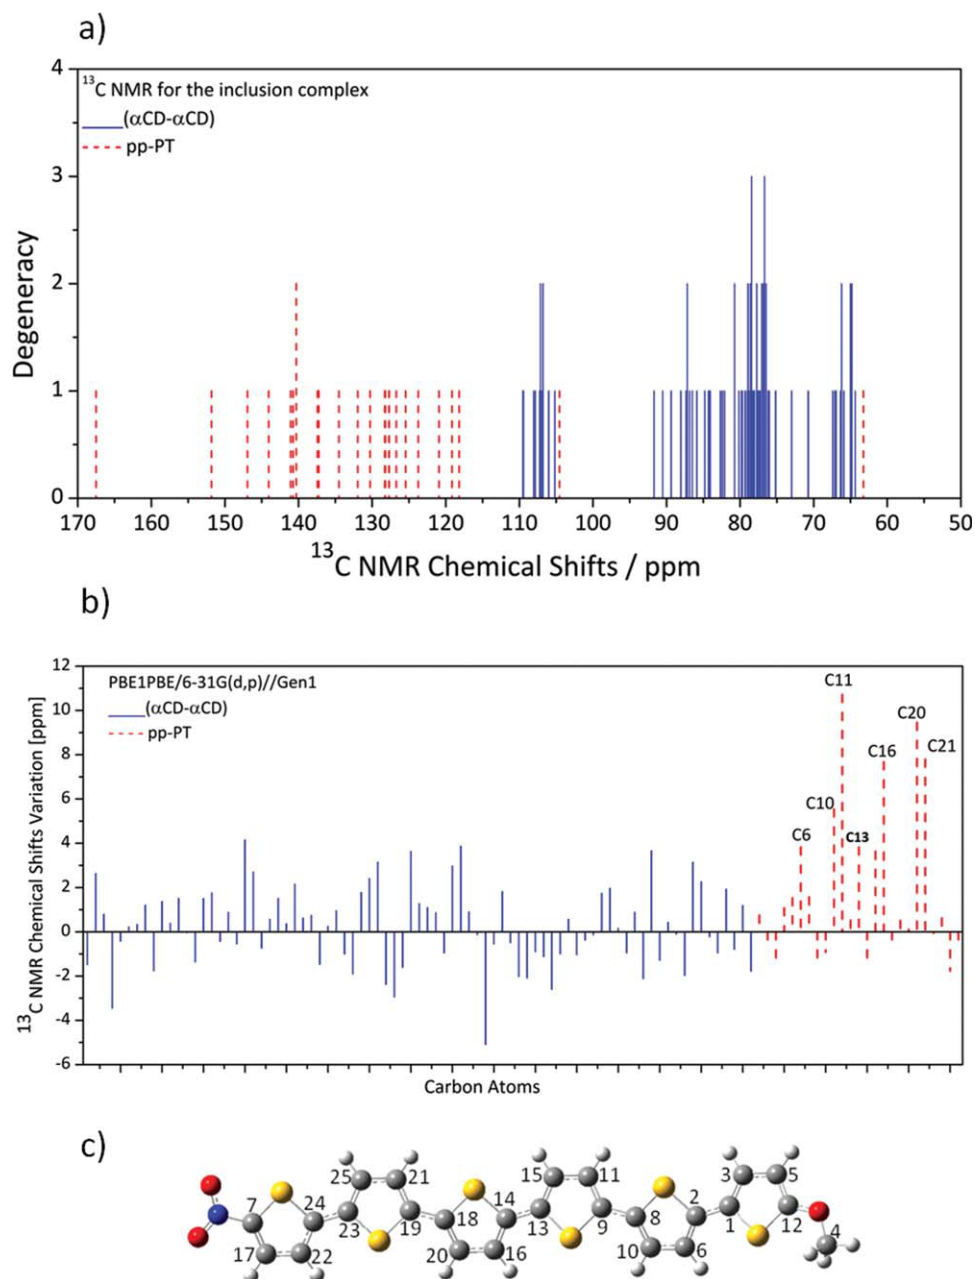 a)
4
3
2
1
0
Degeneracy
¹³C NMR for the inclusion complex
(αCD-αCD)
pp-PT
170 160 150 140 130 120 110 100 90 80 70 60 50
¹³C NMR Chemical Shifts / ppm
b)
12
10
8
6
4
2
0
-2
-4
-6
¹³C NMR Chemical Shifts Variation [ppm]
PBE1PBE/6-31G(d,p)//Gen1
(αCD-αCD)
pp-PT
C11
C20
C21
C16
C10
C6
C13
Carbon Atoms
c)
25 21 15 11 3 5
7 24 14 2
23 19 18 13 9 8 1 12 4
17 22 20 16 10 6